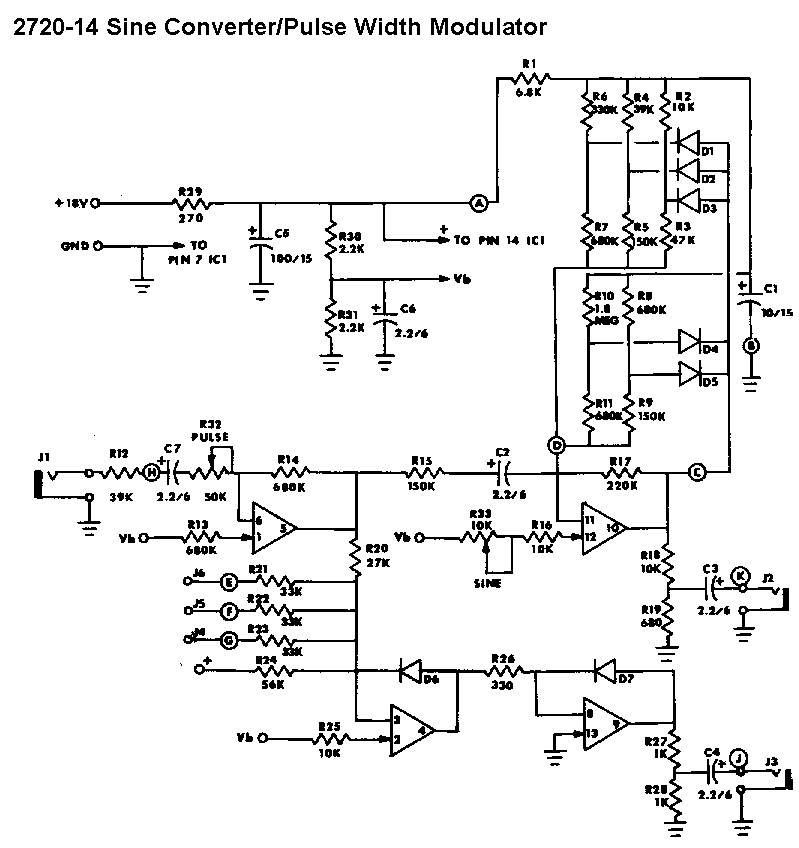 2720-14 Sine Converter/Pulse Width Modulator
R1
6.8K
R6
330K
R4
39K
R2
10K
D1
D2
D3
R7
680K
R5
150K
R3
47K
+18V
R29
270
A
GND
TO
PIN 7 IC1
+
C5
100/15
R30
2.2K
+
TO PIN 14 IC1
Vb
R31
2.2K
+
C6
2.2/6
R10
1.8
MEG
R8
680K
+
C1
10/15
B
D4
D5
R11
680K
R9
150K
D
J1
R12
39K
H
C7
+
2.2/6
R32
PULSE
50K
R14
680K
R15
150K
C2
+
2.2/6
R17
220K
C
Vb
R13
680K
6
1
5
R20
27K
Vb
R33
10K
SINE
R16
10K
11
12
10
R18
10K
R19
680
C3
+
2.2/6
K
J2
J6
E
R21
33K
J5
F
R22
33K
J4
G
R23
33K
+
R24
56K
D6
R26
330
D7
Vb
R25
10K
3
2
4
8
13
9
R27
1K
R28
1K
C4
+
2.2/6
J
J3